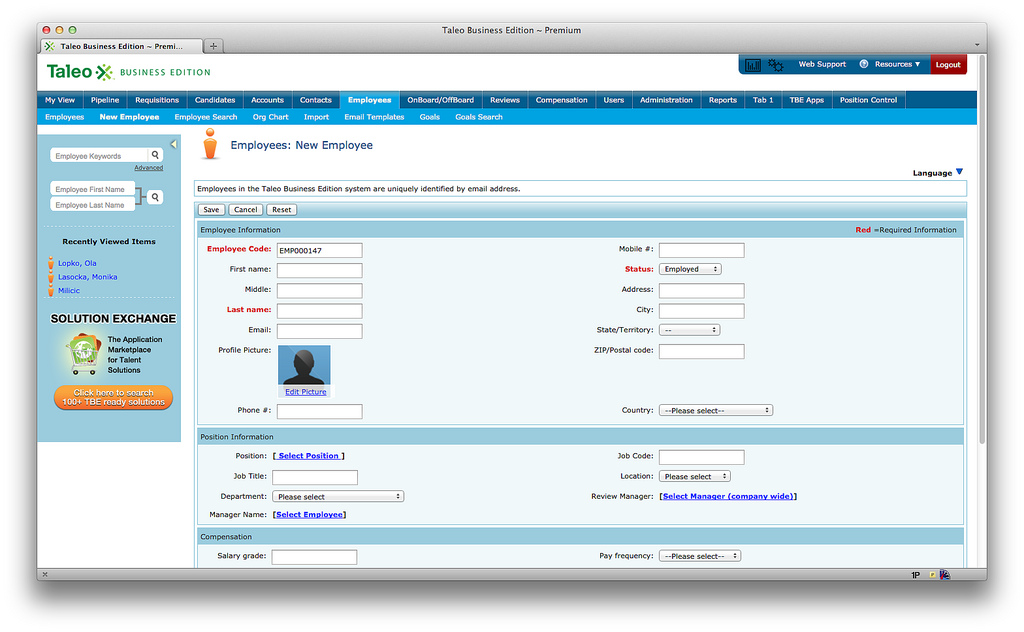 Taleo Business Edition ~ Premium
Taleo Business Edition ~ Premi...
Taleo BUSINESS EDITION
Web Support Resources ▼ Logout
My View Pipeline Requisitions Candidates Accounts Contacts Employees OnBoard/OffBoard Reviews Compensation Users Administration Reports Tab 1 TBE Apps Position Control
Employees New Employee Employee Search Org Chart Import Email Templates Goals Goals Search
Employee Keywords
Advanced
Employee First Name
Employee Last Name
Recently Viewed Items
Lopko, Ola
Lasocka, Monika
Milicic
SOLUTION EXCHANGE
The Application
Marketplace
for Talent
Solutions
Click here to search
100+ TBE ready solutions
Employees: New Employee
Language
Employees in the Taleo Business Edition system are uniquely identified by email address.
Save Cancel Reset
Employee Information Red =Required Information
Employee Code: EMP000147 Mobile #:
First name: Status: Employed
Middle: Address:
Last name: City:
Email: State/Territory: --
Profile Picture: ZIP/Postal code:
Edit Picture
Phone #: Country: --Please select--
Position Information
Position: [ Select Position ] Job Code:
Job Title: Location: Please select
Department: Please select Review Manager: [Select Manager (company wide)]
Manager Name: [Select Employee]
Compensation
Salary grade: Pay frequency: --Please select--
1P